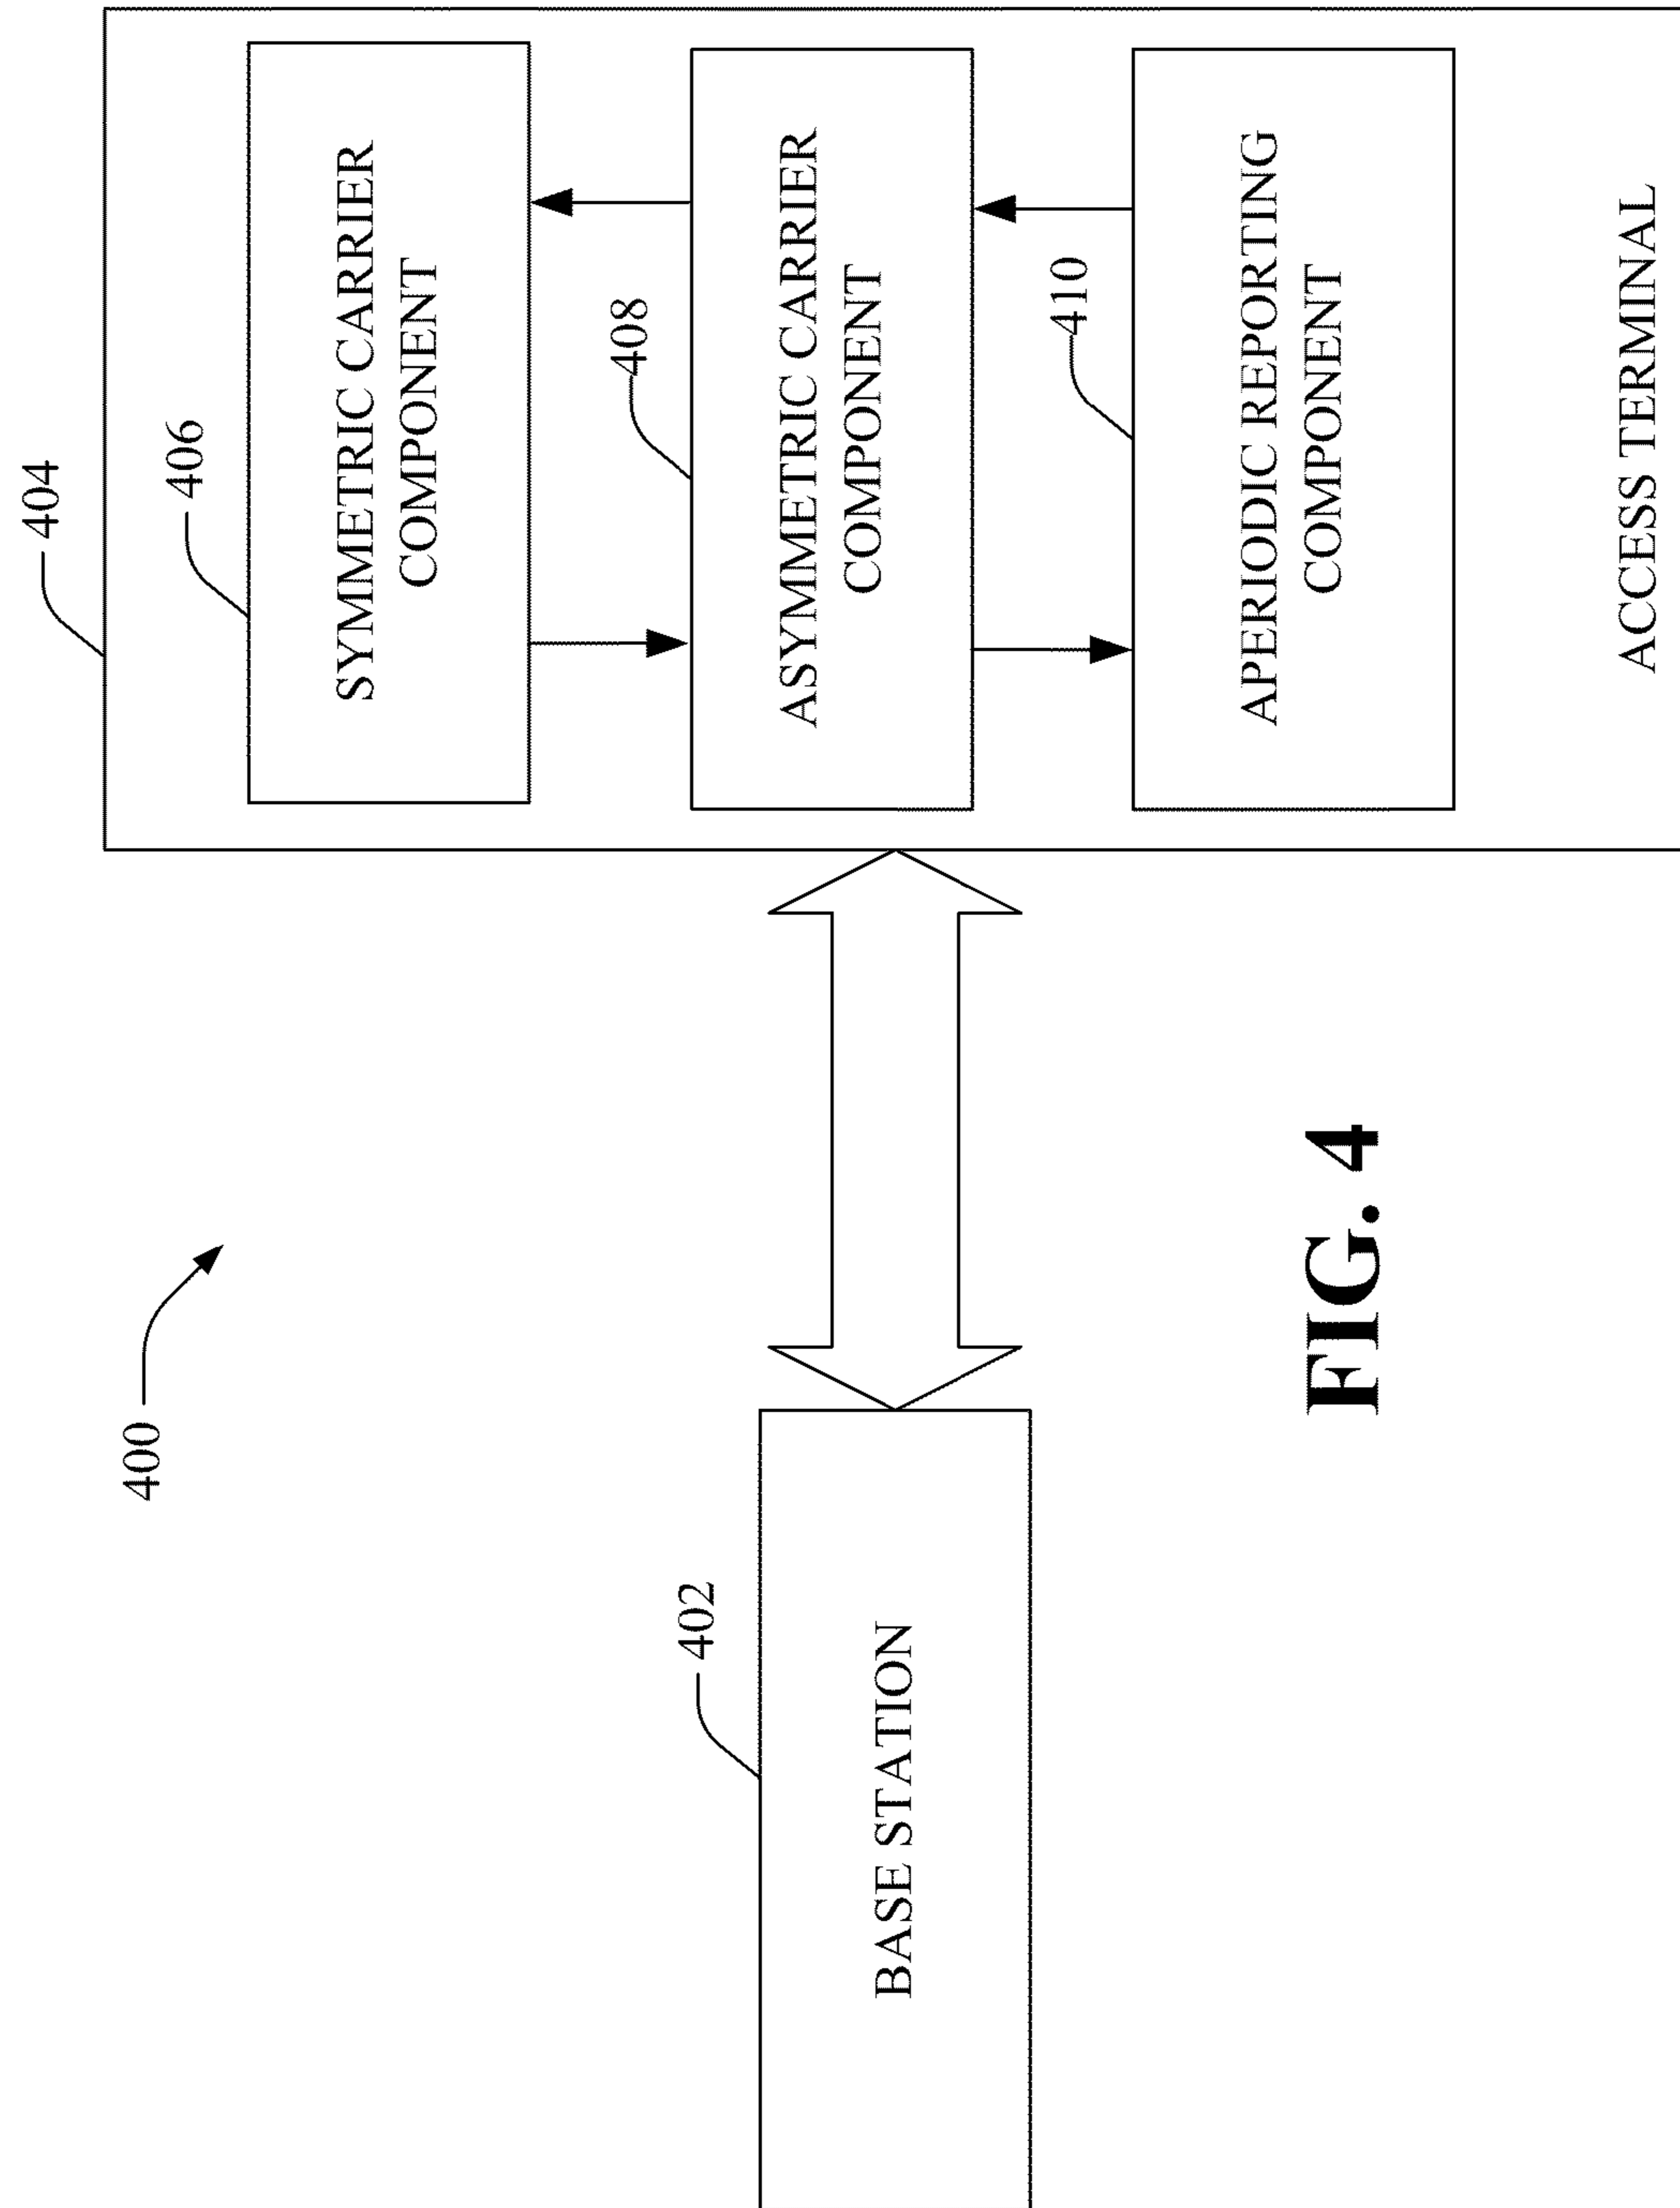 400
402
BASE STATION
404
406
SYMMETRIC CARRIER
COMPONENT
408
ASYMMETRIC CARRIER
COMPONENT
410
APERIODIC REPORTING
COMPONENT
ACCESS TERMINAL
FIG. 4